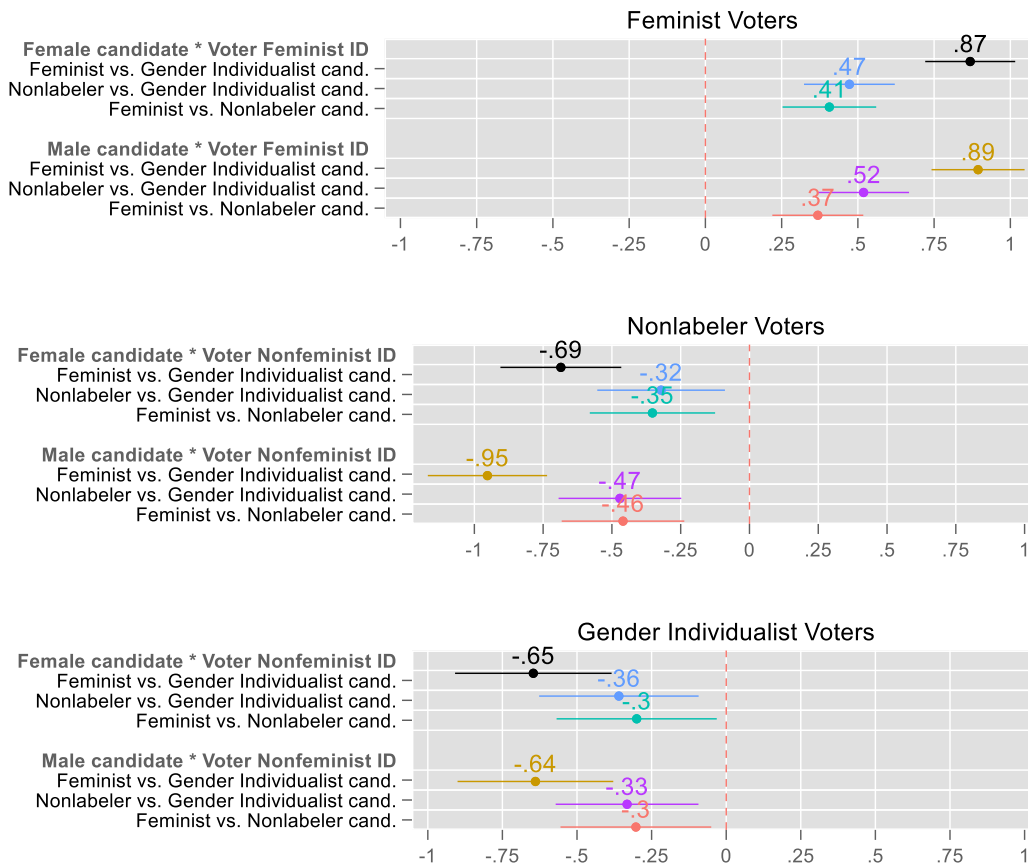 Feminist Voters
Female candidate * Voter Feminist ID
.87
Feminist vs. Gender Individualist cand.
.47
Nonlabeler vs. Gender Individualist cand.
.41
Feminist vs. Nonlabeler cand.
Male candidate * Voter Feminist ID
.89
Feminist vs. Gender Individualist cand.
.52
Nonlabeler vs. Gender Individualist cand.
.37
Feminist vs. Nonlabeler cand.
-1 -.75 -.5 -.25 0 .25 .5 .75 1
Nonlabeler Voters
Female candidate * Voter Nonfeminist ID
-.69
Feminist vs. Gender Individualist cand.
-.32
Nonlabeler vs. Gender Individualist cand.
-.35
Feminist vs. Nonlabeler cand.
Male candidate * Voter Nonfeminist ID
-.95
Feminist vs. Gender Individualist cand.
-.47
Nonlabeler vs. Gender Individualist cand.
-.46
Feminist vs. Nonlabeler cand.
-1 -.75 -.5 -.25 0 .25 .5 .75 1
Gender Individualist Voters
Female candidate * Voter Nonfeminist ID
-.65
Feminist vs. Gender Individualist cand.
-.36
Nonlabeler vs. Gender Individualist cand.
-.3
Feminist vs. Nonlabeler cand.
Male candidate * Voter Nonfeminist ID
-.64
Feminist vs. Gender Individualist cand.
-.33
Nonlabeler vs. Gender Individualist cand.
-.3
Feminist vs. Nonlabeler cand.
-1 -.75 -.5 -.25 0 .25 .5 .75 1